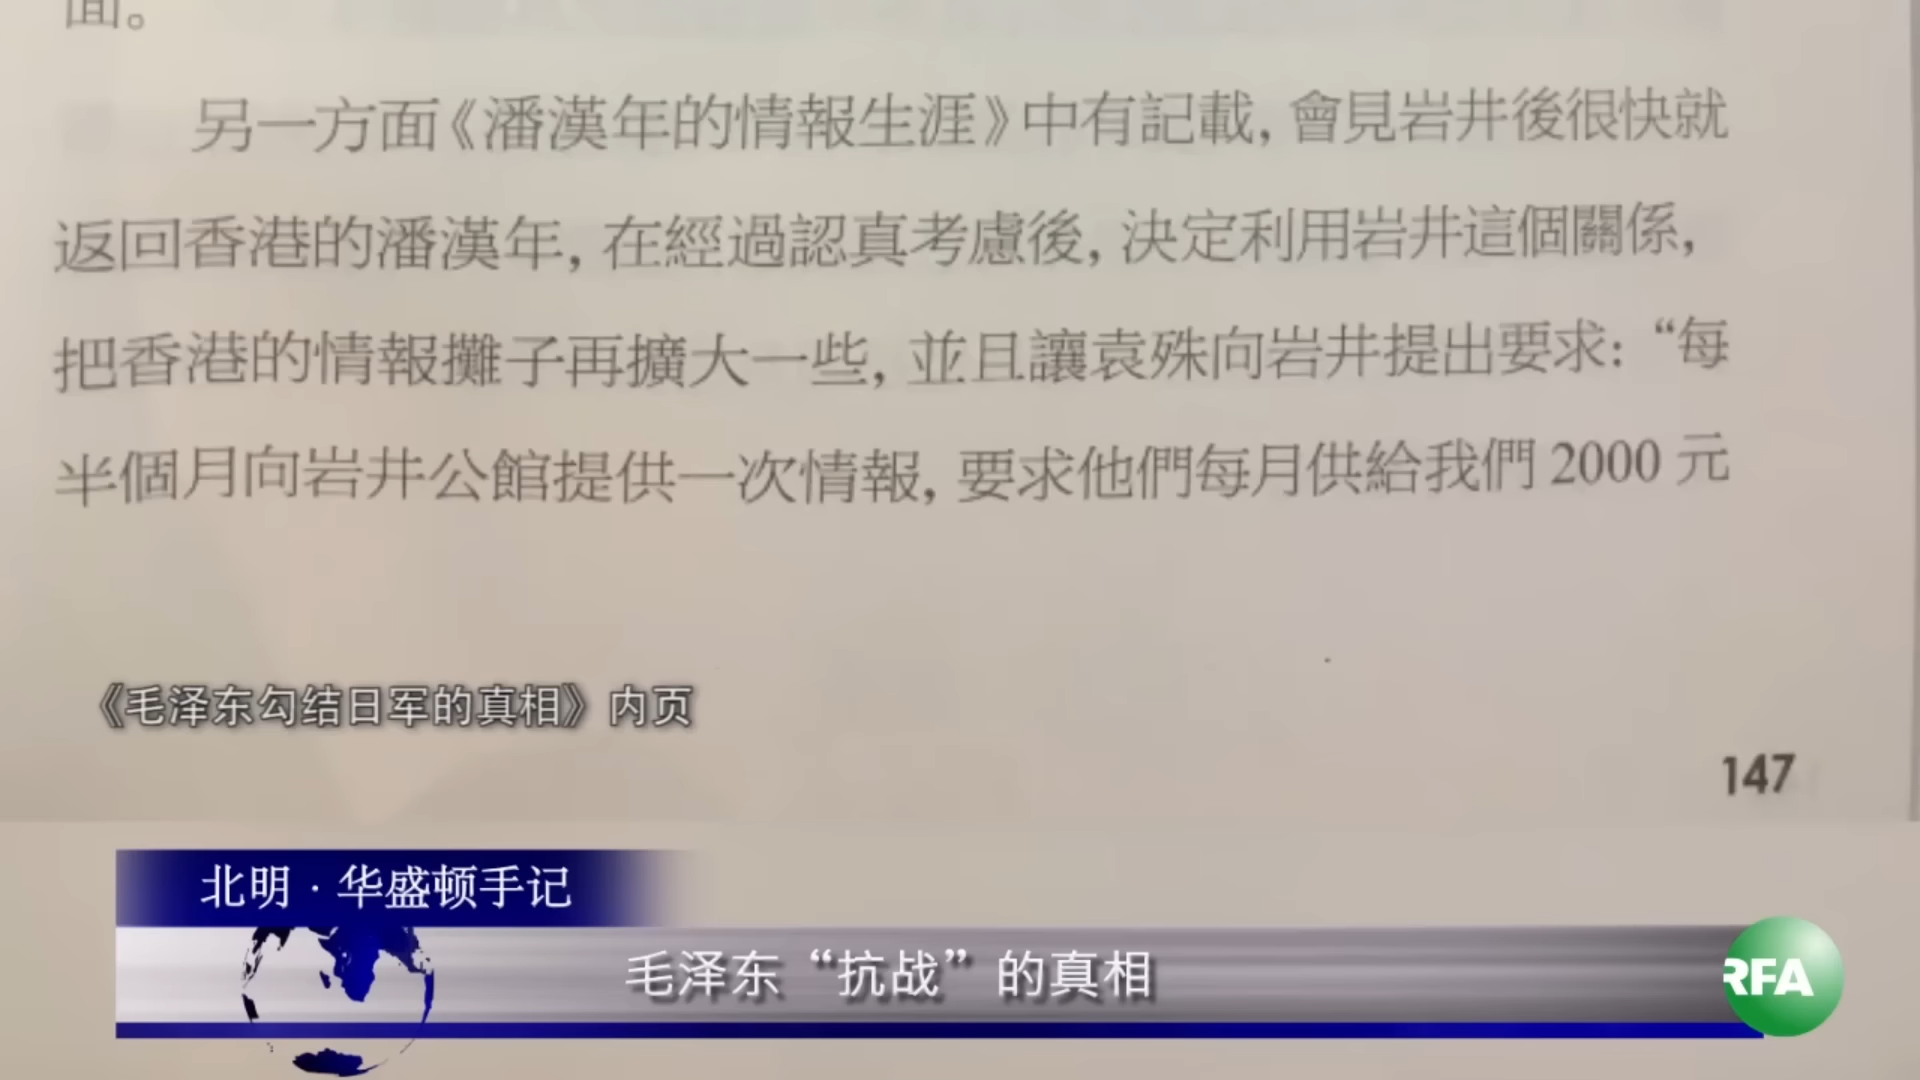 面。
另一方面《潘漢年的情報生涯》中有記載，會見岩井後很快就
返回香港的潘漢年，在經過認真考慮後，決定利用岩井這個關係，
把香港的情報攤子再擴大一些，並且讓袁殊向岩井提出要求：“每
半個月向岩井公館提供一次情報，要求他們每月供給我們 2000 元
《毛泽东勾结日军的真相》内页
147
北明 · 华盛顿手记
毛泽东“抗战”的真相
RFA